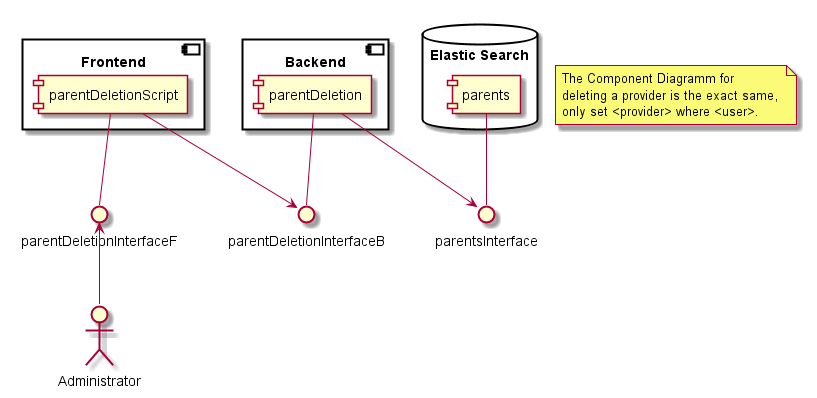 Frontend
parentDeletionScript
Backend
parentDeletion
Elastic Search
parents
The Component Diagramm for
deleting a provider is the exact same,
only set <provider> where <user>.
parentDeletionInterfaceF
parentDeletionInterfaceB
parentsInterface
Administrator